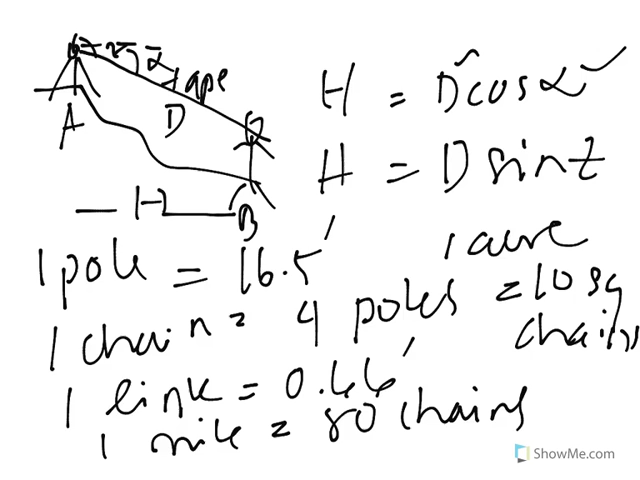 α
Tape
A
D
H
B
H = D cos α
H = D sin z
1 pole = 16.5'
1 chain = 4 poles
1 acre
= 10 sq
chains
1 link = 0.66'
1 mile = 80 chains
ShowMe.com